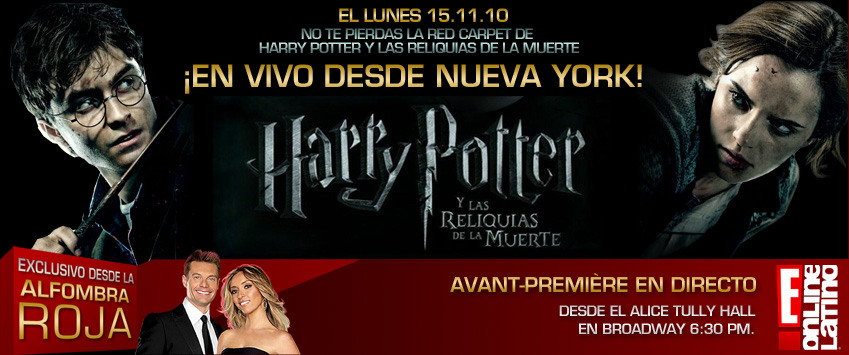 EL LUNES 15.11.10
NO TE PIERDAS LA RED CARPET DE
HARRY POTTER Y LAS RELIQUIAS DE LA MUERTE
¡EN VIVO DESDE NUEVA YORK!
Harry Potter
Y LAS
RELIQUIAS
DE LA MUERTE
EXCLUSIVO DESDE LA
ALFOMBRA
ROJA
AVANT-PREMIÈRE EN DIRECTO
DESDE EL ALICE TULLY HALL
EN BROADWAY 6:30 PM.
E!
ONLINE
LATINO